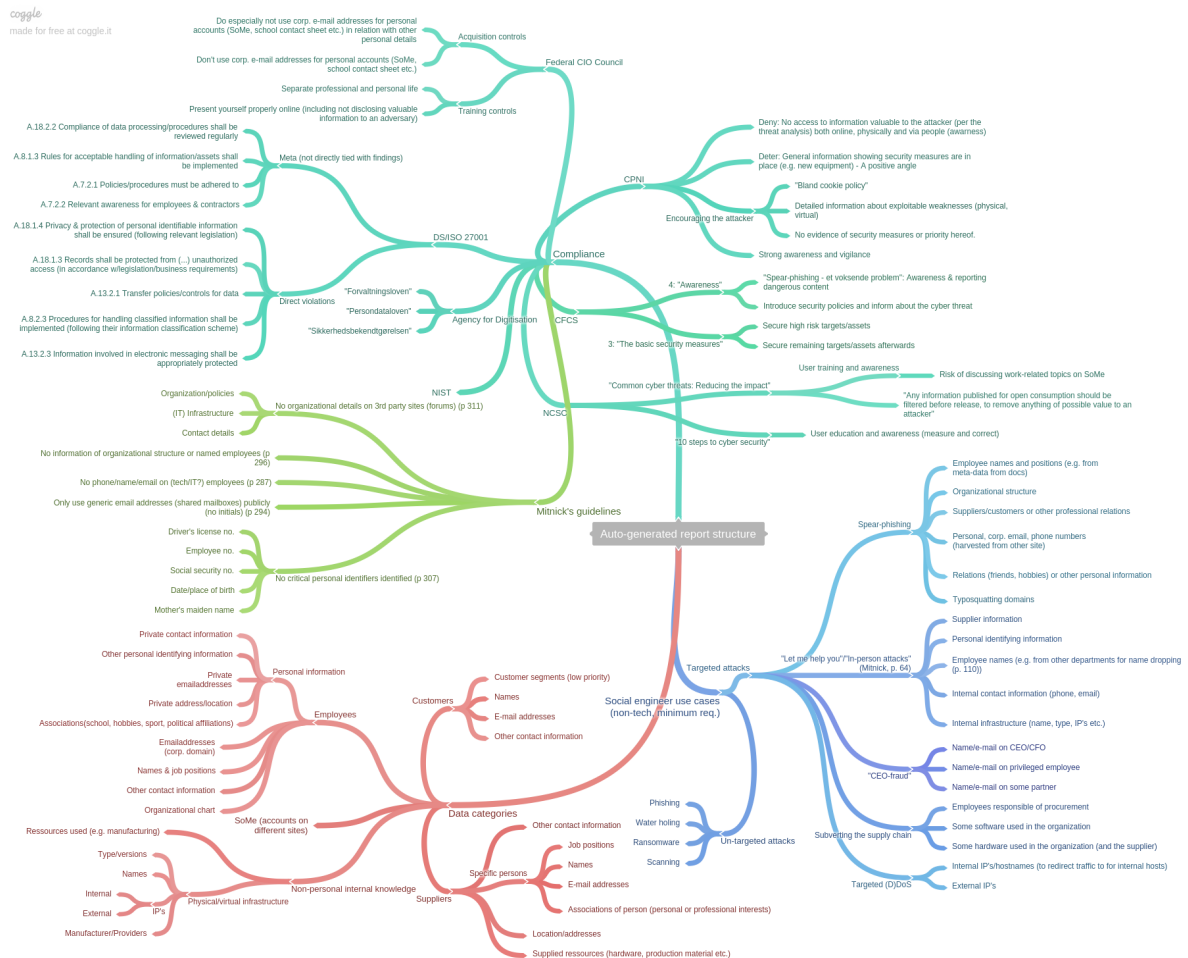 coggle
made for free at coggle.it
Do especially not use corp. e-mail addresses for personal
accounts (SoMe, school contact sheet etc.) in relation with other
personal details
Acquisition controls
Don't use corp. e-mail addresses for personal accounts (SoMe,
school contact sheet etc.)
Federal CIO Council
Separate professional and personal life
Present yourself properly online (including not disclosing valuable
information to an adversary)
Training controls
A.18.2.2 Compliance of data processing/procedures shall be
reviewed regularly
A.8.1.3 Rules for acceptable handling of information/assets shall
be implemented
Meta (not directly tied with findings)
A.7.2.1 Policies/procedures must be adhered to
A.7.2.2 Relevant awareness for employees & contractors
A.18.1.4 Privacy & protection of personal identifiable information
shall be ensured (following relevant legislation)
DS/ISO 27001
A.18.1.3 Records shall be protected from (...) unauthorized
access (in accordance w/legislation/business requirements)
A.13.2.1 Transfer policies/controls for data
Direct violations
A.8.2.3 Procedures for handling classified information shall be
implemented (following their information classification scheme)
A.13.2.3 Information involved in electronic messaging shall be
appropriately protected
"Forvaltningsloven"
"Persondataloven"
"Sikkerhedsbekendtgørelsen"
Agency for Digitisation
NIST
Compliance
CPNI
Deny: No access to information valuable to the attacker (per the
threat analysis) both online, physically and via people (awarness)
Deter: General information showing security measures are in
place (e.g. new equipment) - A positive angle
Encouraging the attacker
"Bland cookie policy"
Detailed information about exploitable weaknesses (physical,
virtual)
No evidence of security measures or priority hereof.
Strong awareness and vigilance
CFCS
4: "Awareness"
"Spear-phishing - et voksende problem": Awareness & reporting
dangerous content
Introduce security policies and inform about the cyber threat
3: "The basic security measures"
Secure high risk targets/assets
Secure remaining targets/assets afterwards
NCSC
"Common cyber threats: Reducing the impact"
User training and awareness
Risk of discussing work-related topics on SoMe
"Any information published for open consumption should be
filtered before release, to remove anything of possible value to an
attacker"
"10 steps to cyber security"
User education and awareness (measure and correct)
Organization/policies
(IT) Infrastructure
Contact details
No organizational details on 3rd party sites (forums) (p 311)
No information of organizational structure or named employees (p
296)
No phone/name/email on (tech/IT?) employees (p 287)
Only use generic email addresses (shared mailboxes) publicly
(no initials) (p 294)
Mitnick's guidelines
Driver's license no.
Employee no.
Social security no.
Date/place of birth
Mother's maiden name
No critical personal identifiers identified (p 307)
Auto-generated report structure
Employee names and positions (e.g. from
meta-data from docs)
Organizational structure
Suppliers/customers or other professional relations
Spear-phishing
Personal, corp. email, phone numbers
(harvested from other site)
Relations (friends, hobbies) or other personal information
Typosquatting domains
Supplier information
Personal identifying information
"Let me help you"/"In-person attacks"
(Mitnick, p. 64)
Employee names (e.g. from other departments for name dropping
(p. 110))
Internal contact information (phone, email)
Internal infrastructure (name, type, IP's etc.)
Targeted attacks
Social engineer use cases
(non-tech, minimum req.)
Name/e-mail on CEO/CFO
Name/e-mail on privileged employee
"CEO-fraud"
Name/e-mail on some partner
Employees responsible of procurement
Some software used in the organization
Subverting the supply chain
Some hardware used in the organization (and the supplier)
Internal IP's/hostnames (to redirect traffic to for internal hosts)
Targeted (D)DoS
External IP's
Phishing
Water holing
Ransomware
Scanning
Un-targeted attacks
Private contact information
Other personal identifying information
Personal information
Private
emailaddresses
Private address/location
Associations(school, hobbies, sport, political affiliations)
Employees
Emailaddresses
(corp. domain)
Names & job positions
Other contact information
Organizational chart
Customers
Customer segments (low priority)
Names
E-mail addresses
Other contact information
Data categories
SoMe (accounts on
different sites)
Ressources used (e.g. manufacturing)
Type/versions
Names
Internal
External
IP's
Manufacturer/Providers
Physical/virtual infrastructure
Non-personal internal knowledge
Suppliers
Other contact information
Specific persons
Job positions
Names
E-mail addresses
Associations of person (personal or professional interests)
Location/addresses
Supplied ressources (hardware, production material etc.)